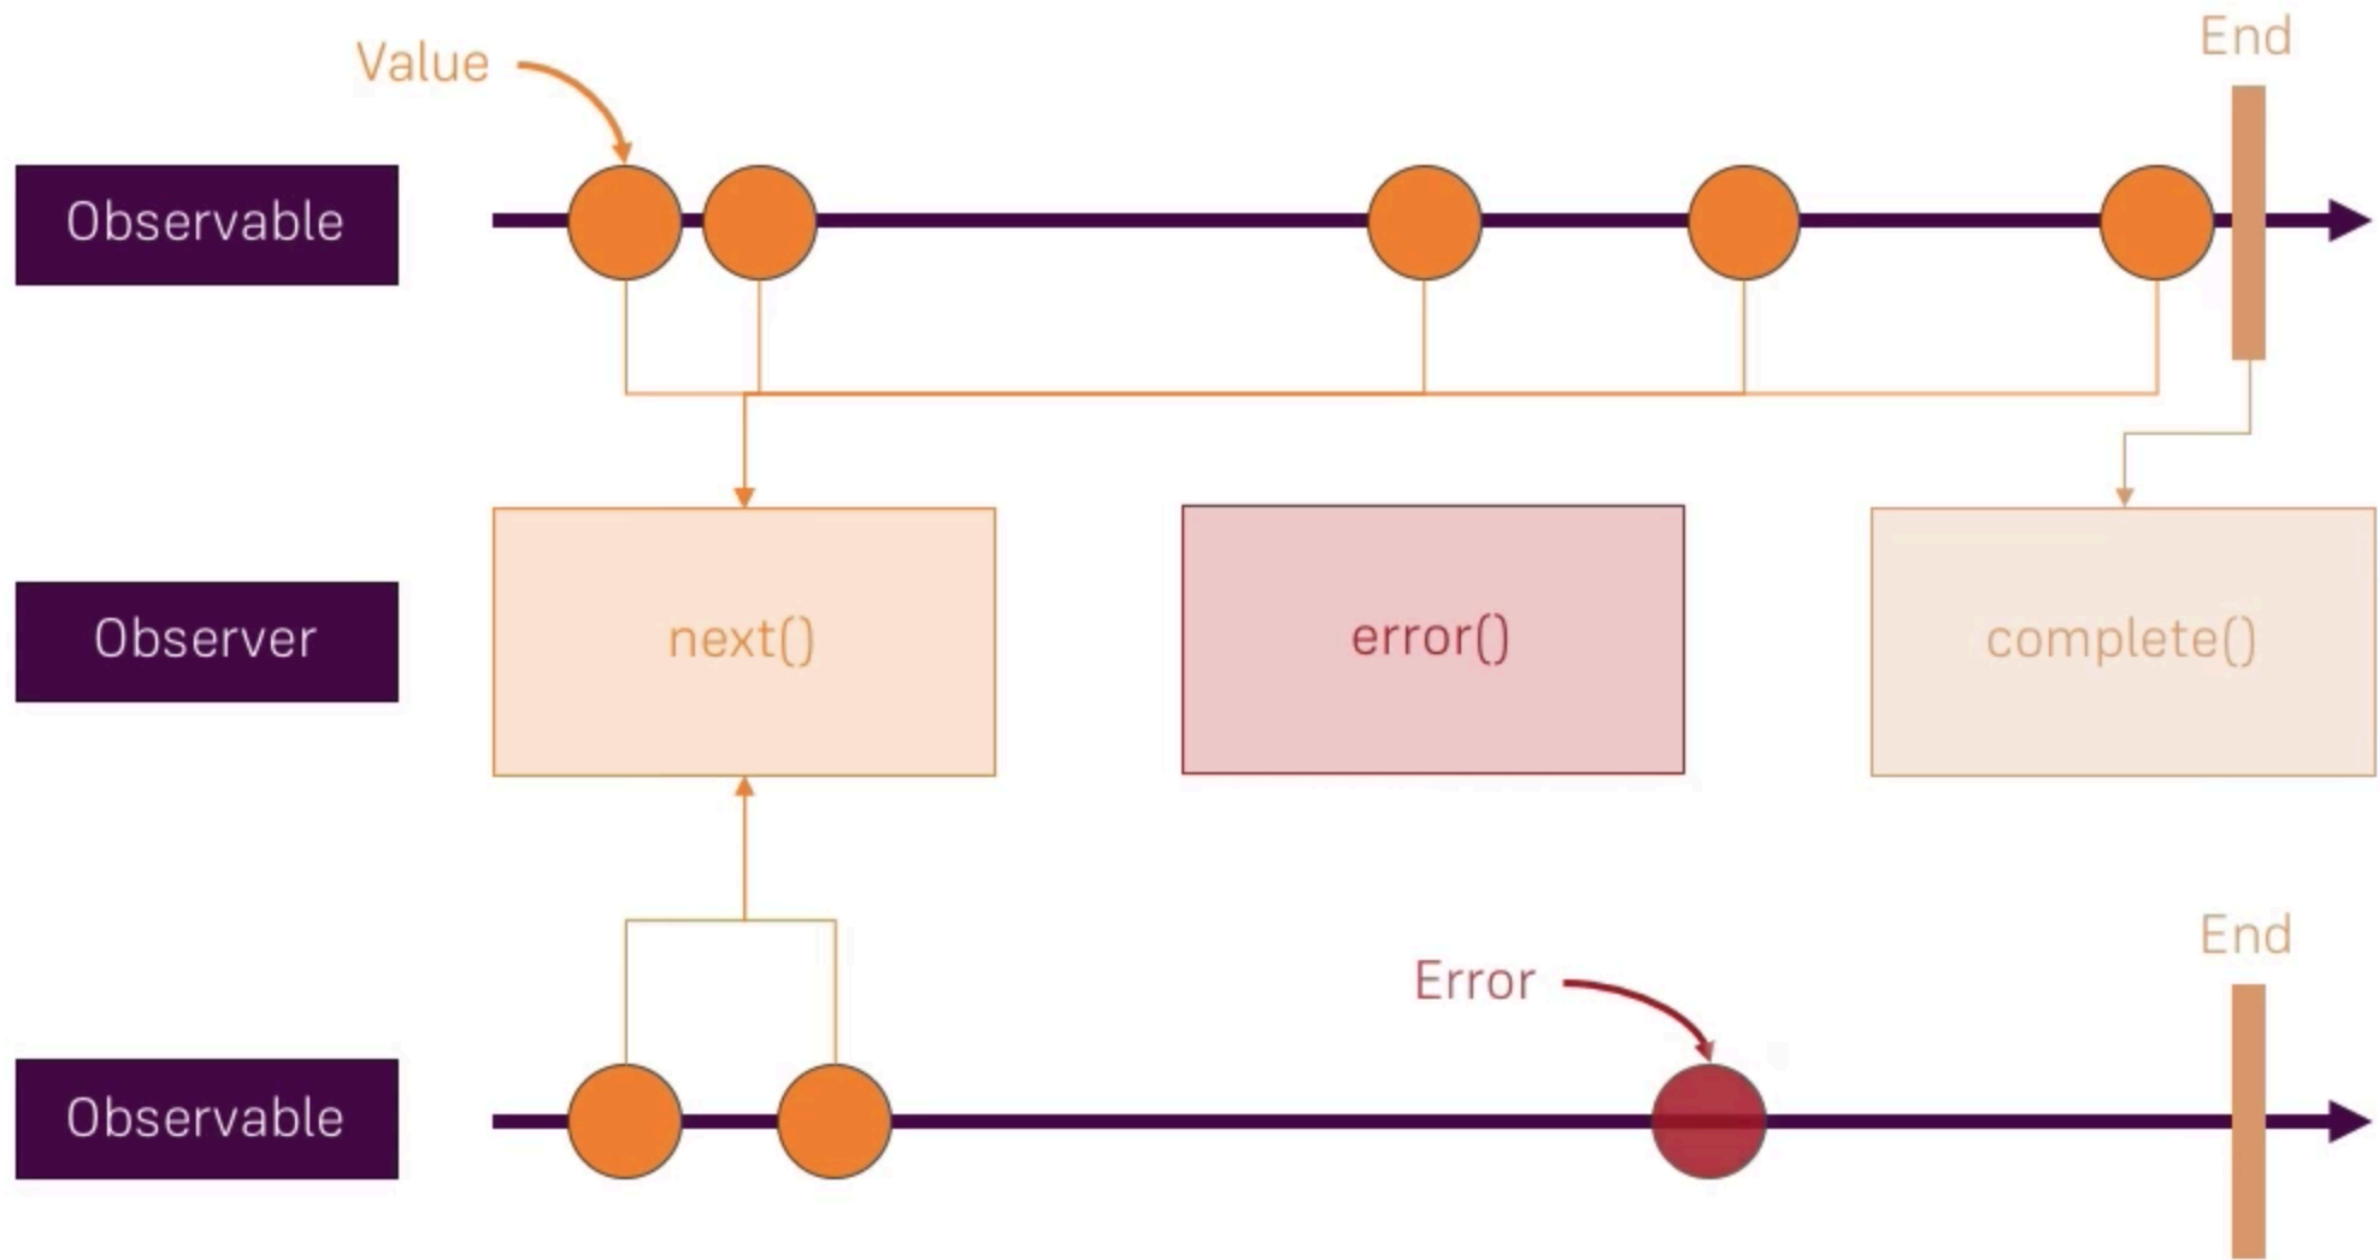 Value
End
Observable
Observer
next()
error()
complete()
End
Error
Observable